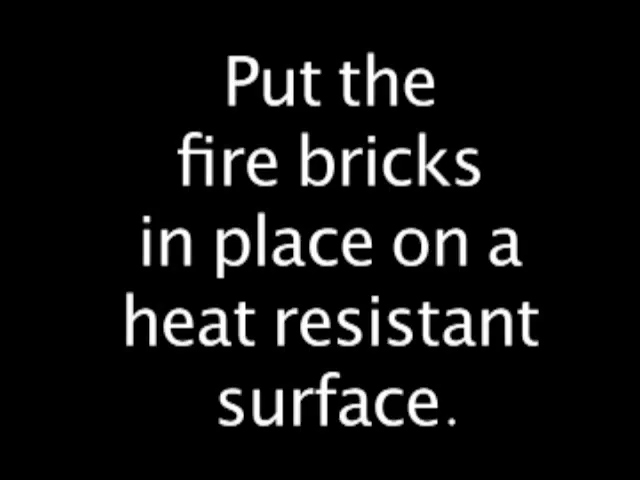 Put the
fire bricks
in place on a
heat resistant
surface.